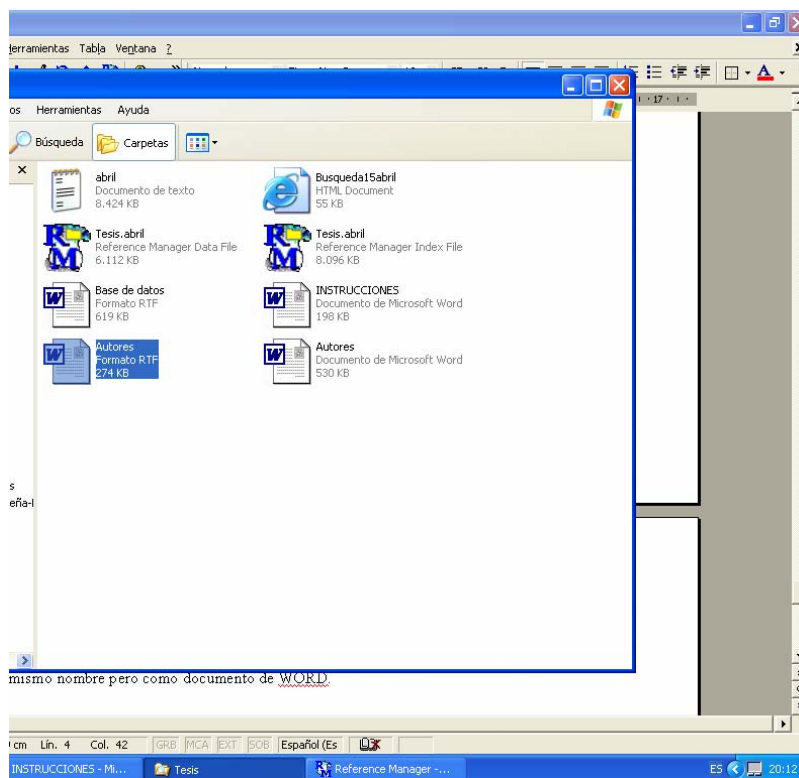 Herramientas Tabla Ventana ?
17
os Herramientas Ayuda
Búsqueda Carpetas
abril
Documento de texto
8.424 KB
Busqueda15abril
HTML Document
55 KB
Tesis.abril
Reference Manager Data File
6.112 KB
Tesis.abril
Reference Manager Index File
8.096 KB
Base de datos
Formato RTF
619 KB
INSTRUCCIONES
Documento de Microsoft Word
198 KB
Autores
Formato RTF
274 KB
Autores
Documento de Microsoft Word
530 KB
s
eña-l
mismo nombre pero como documento de WORD.
cm Lín. 4 Col. 42 GRB MCA EXT SOB Español (Es
INSTRUCCIONES - Mi... Tesis Reference Manager -... ES 20:12